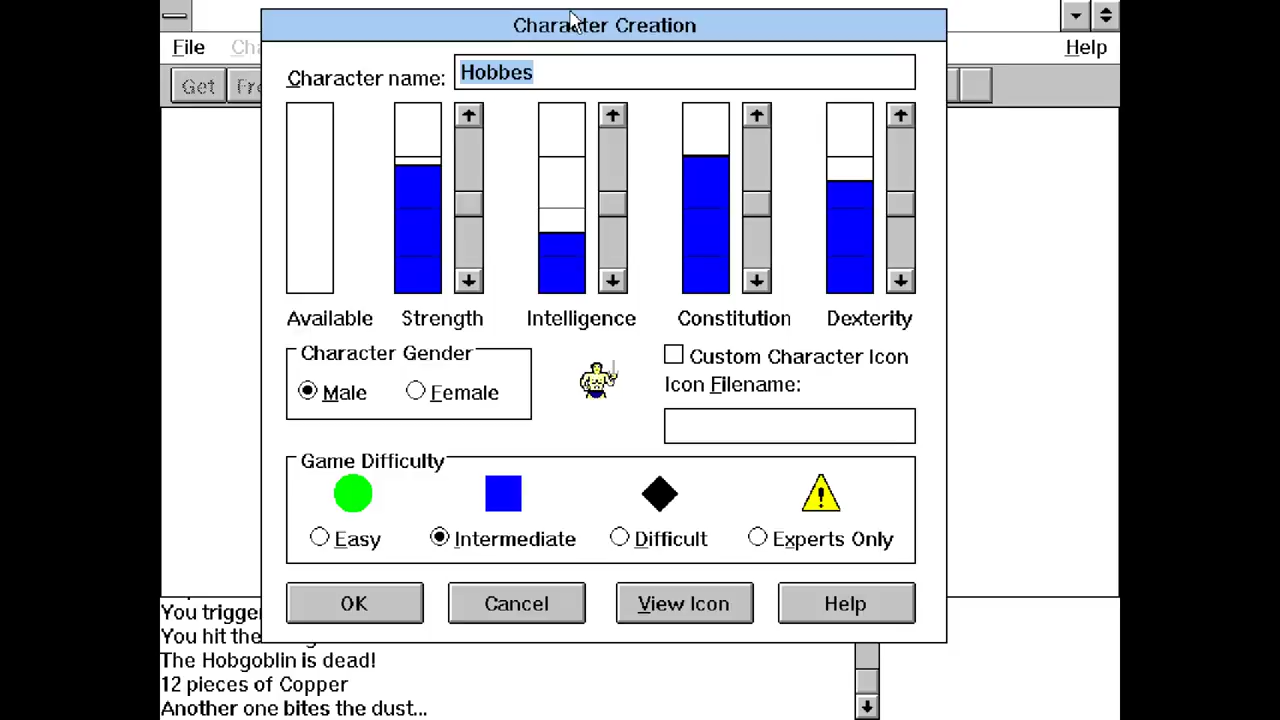 Character Creation
File Cha Help
Character name: Hobbes
Get Fre
Available Strength Intelligence Constitution Dexterity
Character Gender
Male Female
Custom Character Icon
Icon Filename:
Game Difficulty
Easy Intermediate Difficult Experts Only
OK Cancel View Icon Help
You trigge
You hit the
The Hobgoblin is dead!
12 pieces of Copper
Another one bites the dust...